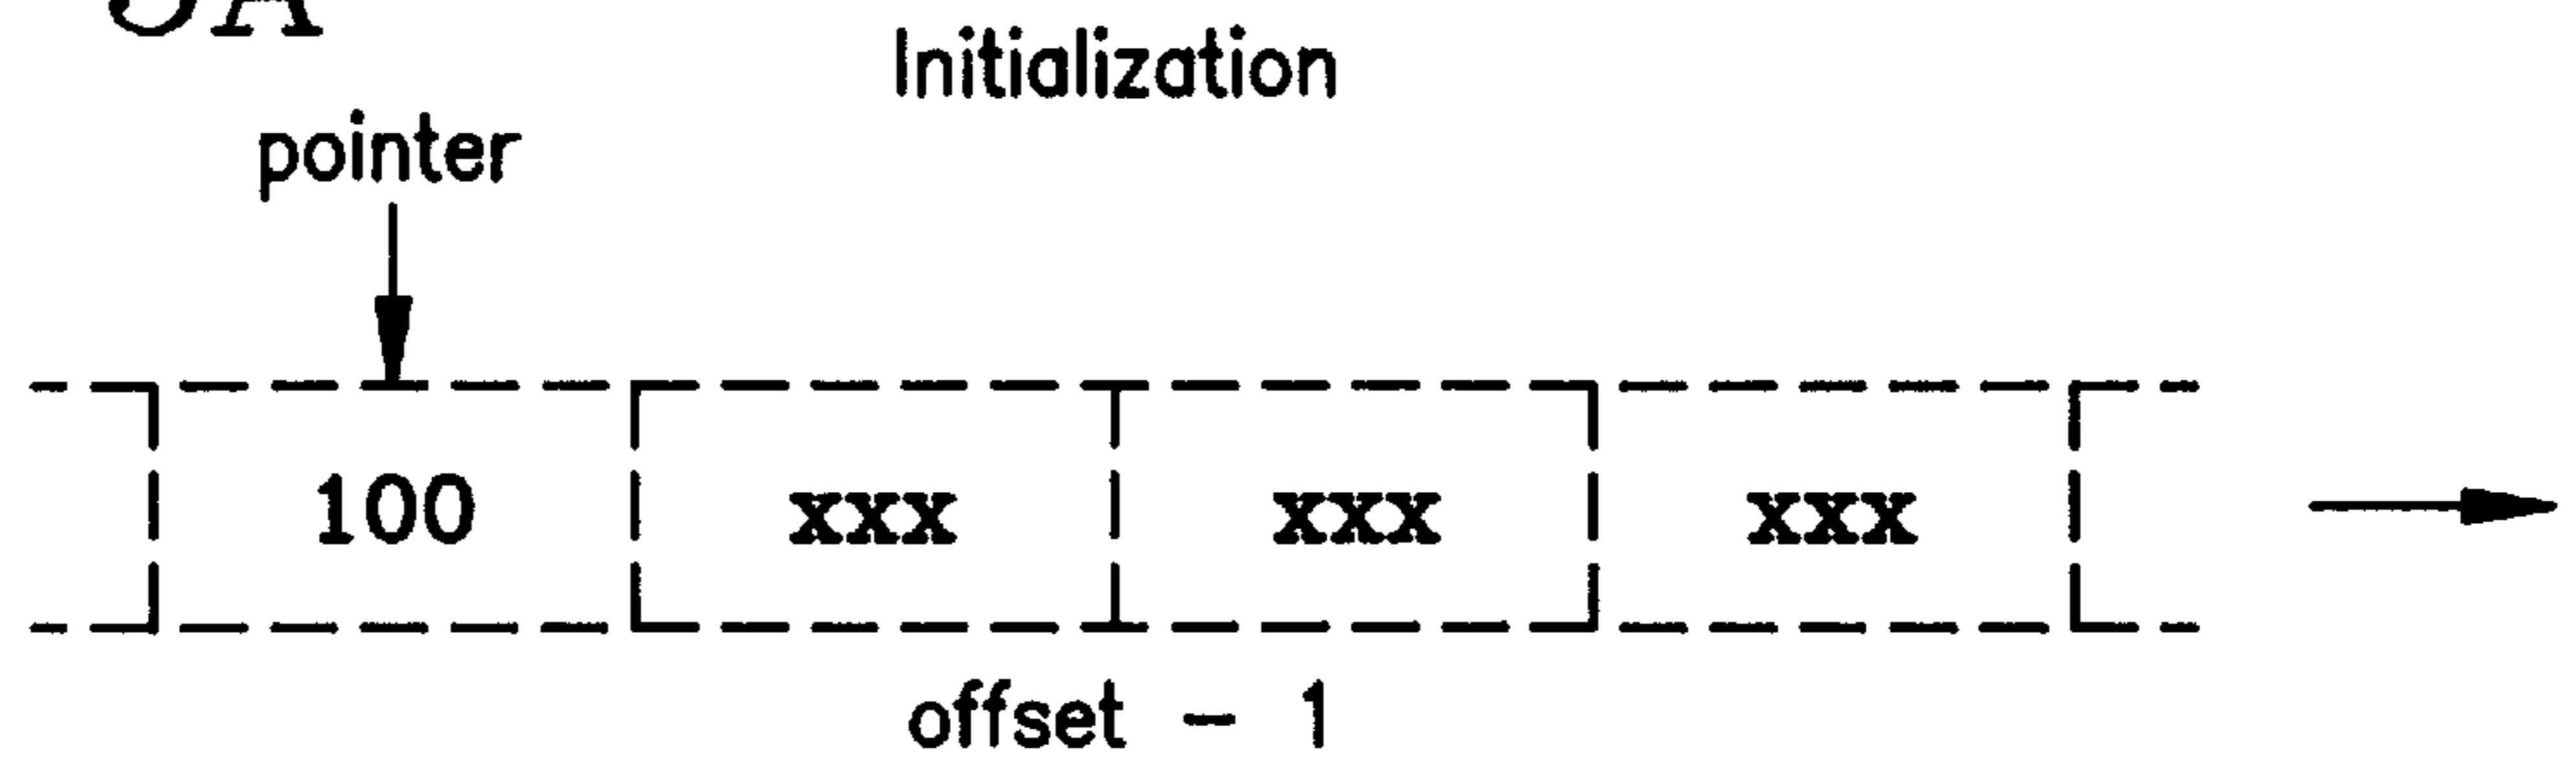 Initialization
pointer
100 xxx xxx xxx
offset - 1